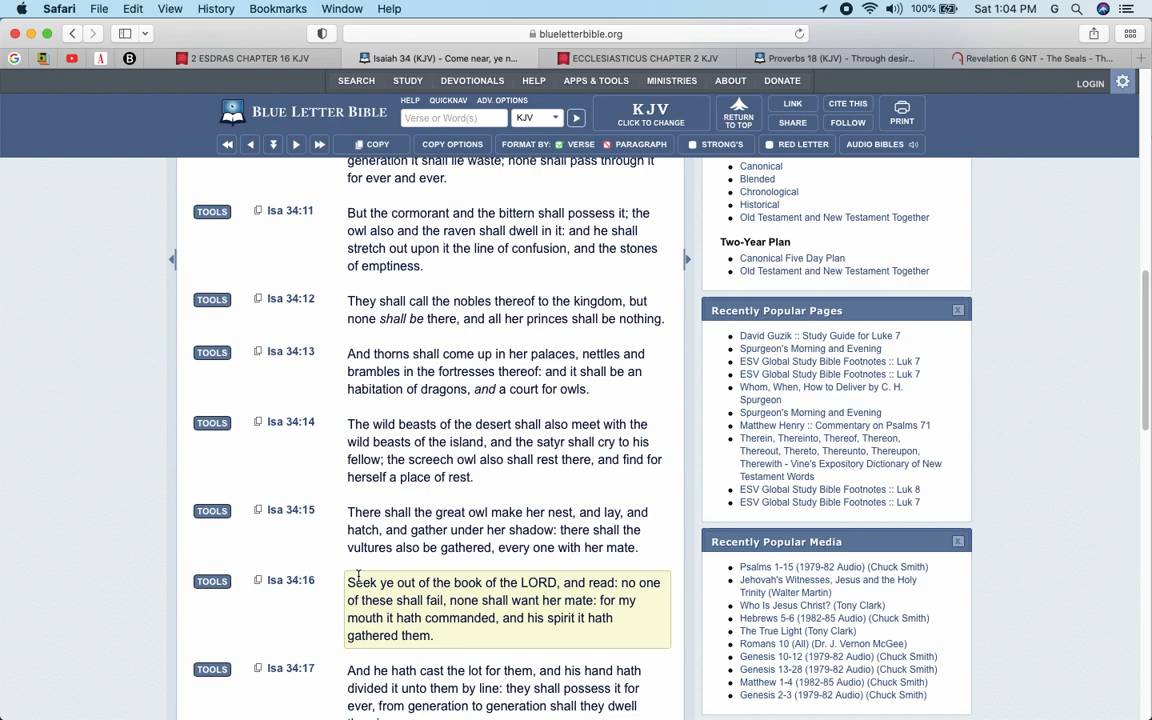 Safari File Edit View History Bookmarks Window Help 100% Sat 1:04 PM G
blueletterbible.org
2 ESDRAS CHAPTER 16 KJV Isaiah 34 (KJV) - Come near, ye n... ECCLESIASTICUS CHAPTER 2 KJV Proverbs 18 (KJV) - Through desir... Revelation 6 GNT - The Seals - Th...
SEARCH STUDY DEVOTIONALS HELP APPS & TOOLS MINISTRIES ABOUT DONATE LOGIN
BLUE LETTER BIBLE
HELP QUICKNAV ADV. OPTIONS
Verse or Word(s) KJV
KJV
CLICK TO CHANGE
RETURN
TO TOP
LINK CITE THIS
SHARE FOLLOW
PRINT
COPY COPY OPTIONS FORMAT BY: VERSE PARAGRAPH STRONG'S RED LETTER AUDIO BIBLES
generation it shall lie waste; none shall pass through it
for ever and ever.
TOOLS Isa 34:11 But the cormorant and the bittern shall possess it; the
owl also and the raven shall dwell in it: and he shall
stretch out upon it the line of confusion, and the stones
of emptiness.
TOOLS Isa 34:12 They shall call the nobles thereof to the kingdom, but
none shall be there, and all her princes shall be nothing.
TOOLS Isa 34:13 And thorns shall come up in her palaces, nettles and
brambles in the fortresses thereof: and it shall be an
habitation of dragons, and a court for owls.
TOOLS Isa 34:14 The wild beasts of the desert shall also meet with the
wild beasts of the island, and the satyr shall cry to his
fellow; the screech owl also shall rest there, and find for
herself a place of rest.
TOOLS Isa 34:15 There shall the great owl make her nest, and lay, and
hatch, and gather under her shadow: there shall the
vultures also be gathered, every one with her mate.
TOOLS Isa 34:16 Seek ye out of the book of the LORD, and read: no one
of these shall fail, none shall want her mate: for my
mouth it hath commanded, and his spirit it hath
gathered them.
TOOLS Isa 34:17 And he hath cast the lot for them, and his hand hath
divided it unto them by line: they shall possess it for
ever, from generation to generation shall they dwell
Canonical
Blended
Chronological
Historical
Old Testament and New Testament Together
Two-Year Plan
Canonical Five Day Plan
Old Testament and New Testament Together
Recently Popular Pages
David Guzik :: Study Guide for Luke 7
Spurgeon's Morning and Evening
ESV Global Study Bible Footnotes :: Luk 7
ESV Global Study Bible Footnotes :: Luk 7
Whom, When, How to Deliver by C. H.
Spurgeon
Spurgeon's Morning and Evening
Matthew Henry :: Commentary on Psalms 71
Therein, Thereinto, Thereof, Thereon,
Thereout, Thereto, Thereunto, Thereupon,
Therewith - Vine's Expository Dictionary of New
Testament Words
ESV Global Study Bible Footnotes :: Luk 8
ESV Global Study Bible Footnotes :: Luk 7
Recently Popular Media
Psalms 1-15 (1979-82 Audio) (Chuck Smith)
Jehovah's Witnesses, Jesus and the Holy
Trinity (Walter Martin)
Who Is Jesus Christ? (Tony Clark)
Hebrews 5-6 (1982-85 Audio) (Chuck Smith)
The True Light (Tony Clark)
Romans 10 (All) (Dr. J. Vernon McGee)
Genesis 10-12 (1979-82 Audio) (Chuck Smith)
Genesis 13-28 (1979-82 Audio) (Chuck Smith)
Matthew 1-4 (1982-85 Audio) (Chuck Smith)
Genesis 2-3 (1979-82 Audio) (Chuck Smith)